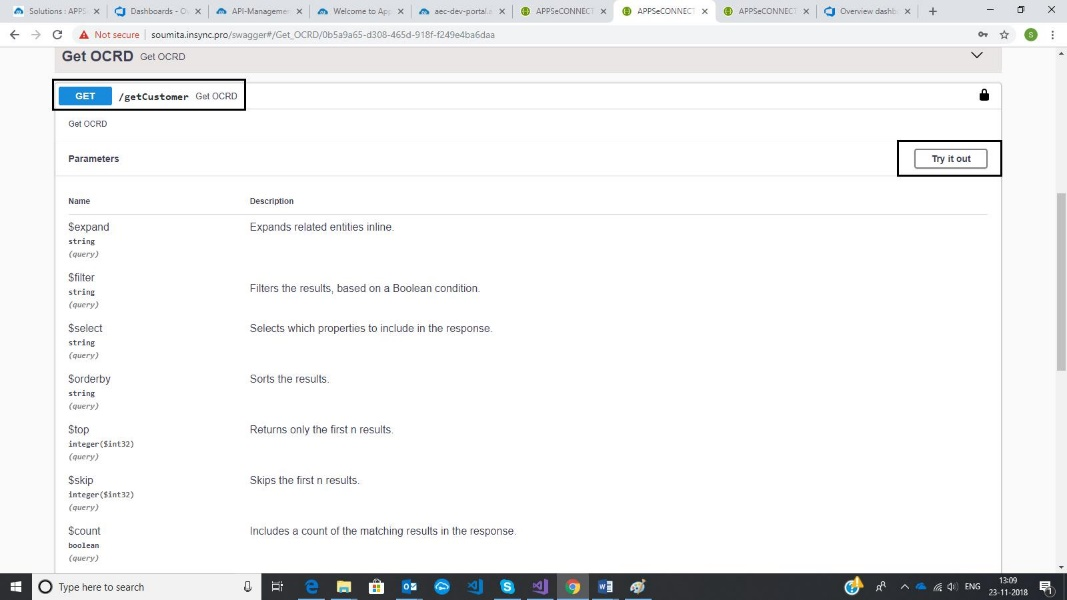 Solutions : APPS
Dashboards - Ov
API-Managemen
Welcome to App
aec-dev-portal.s
APPSeCONNECT
APPSeCONNECT
APPSeCONNECT
Overview dashb
Not secure | soumita.insync.pro/swagger#/Get_OCRD/0b5a9a65-d308-465d-918f-f249e4ba6daa
S
Get OCRD Get OCRD
GET /getCustomer Get OCRD
Get OCRD
Parameters
Try it out
Name Description
$expand Expands related entities inline.
string
(query)
$filter
string Filters the results, based on a Boolean condition.
(query)
$select Selects which properties to include in the response.
string
(query)
$orderby Sorts the results.
string
(query)
$top Returns only the first n results.
integer($int32)
(query)
$skip Skips the first n results.
integer($int32)
(query)
$count Includes a count of the matching results in the response.
boolean
(query)
Type here to search
ENG
13:09
23-11-2018